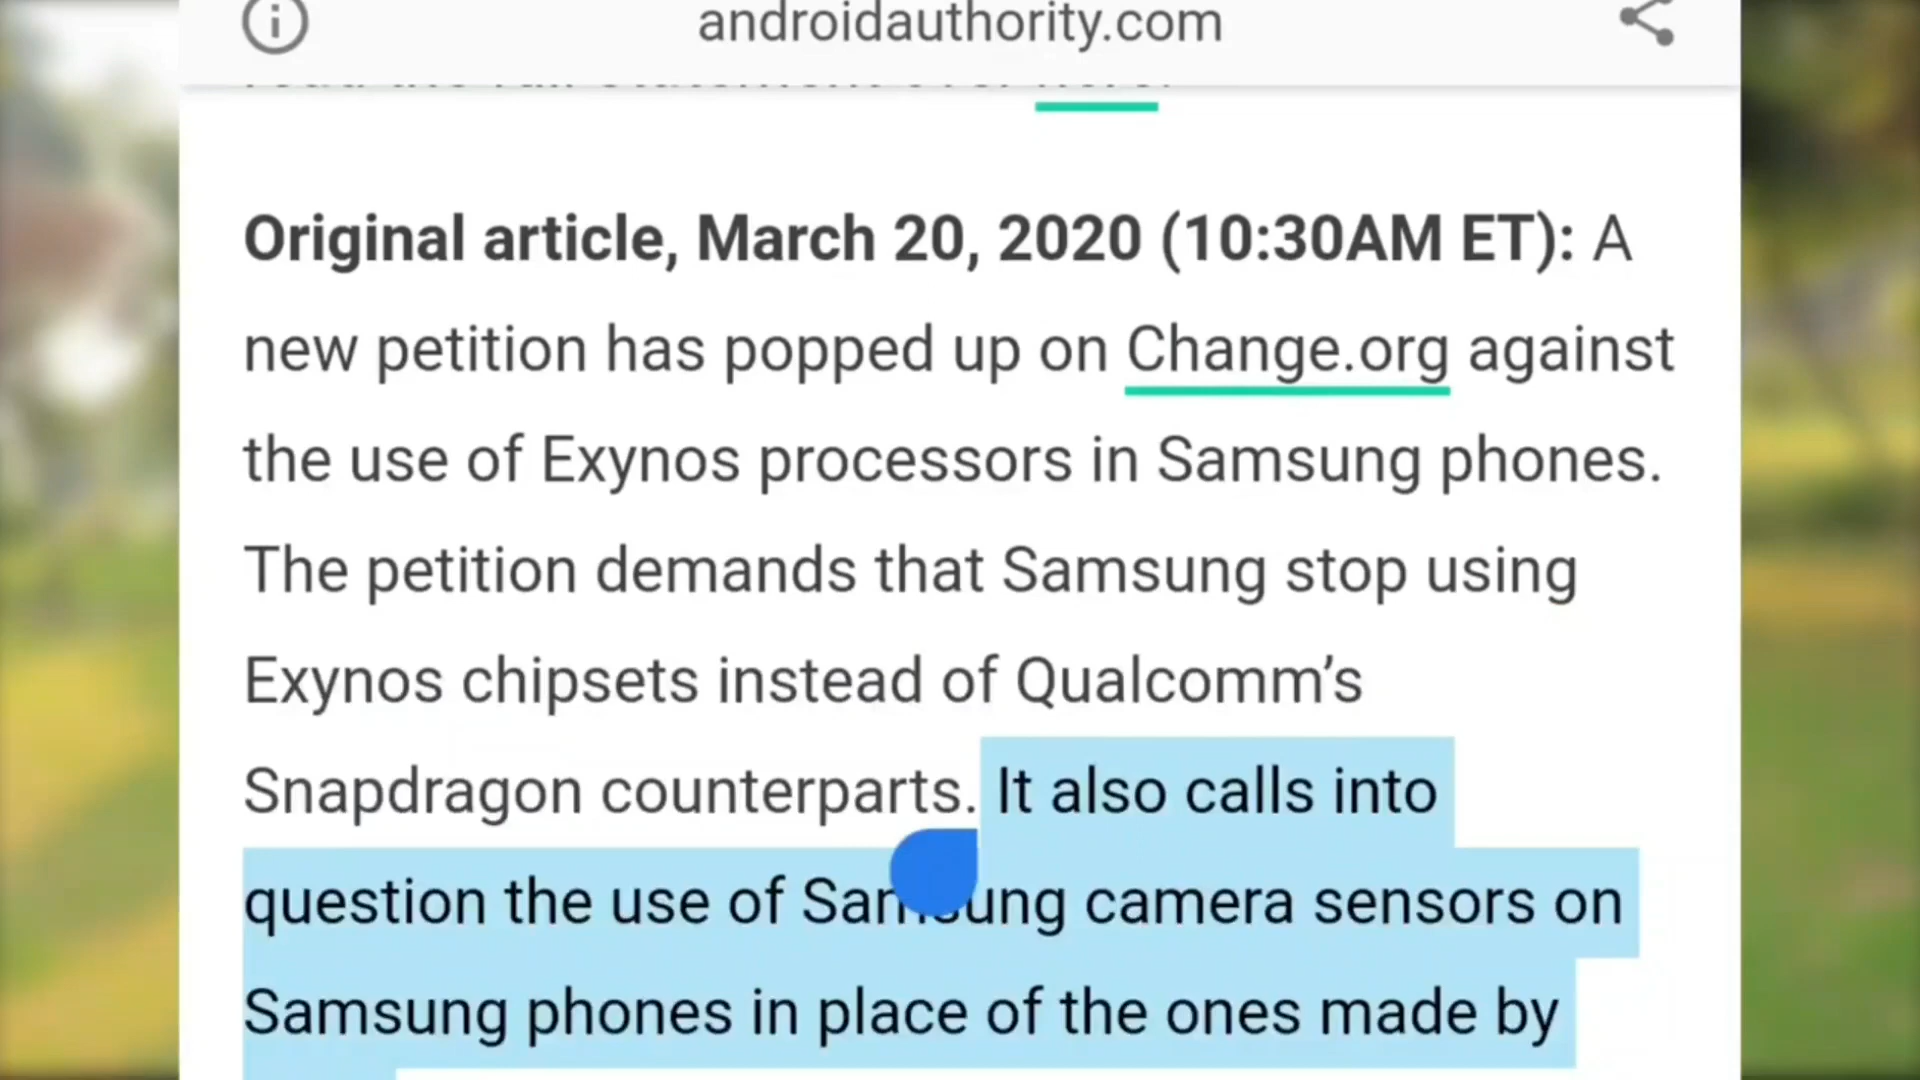 androidauthority.com
Original article, March 20, 2020 (10:30AM ET): A
new petition has popped up on Change.org against
the use of Exynos processors in Samsung phones.
The petition demands that Samsung stop using
Exynos chipsets instead of Qualcomm’s
Snapdragon counterparts. It also calls into
question the use of Samsung camera sensors on
Samsung phones in place of the ones made by